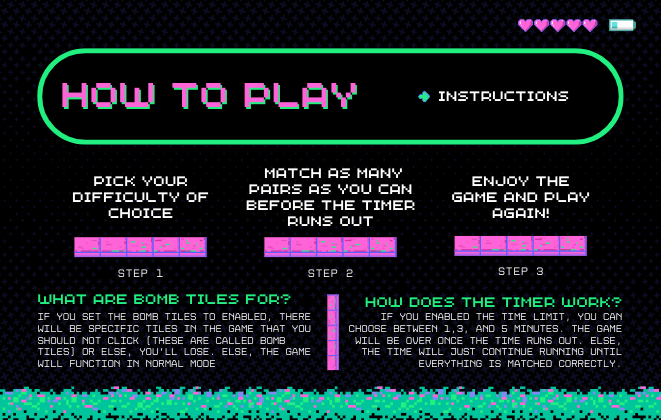 HOW TO PLAY
INSTRUCTIONS
PICK YOUR
DIFFICULTY OF
CHOICE
STEP 1
MATCH AS MANY
PAIRS AS YOU CAN
BEFORE THE TIMER
RUNS OUT
STEP 2
ENJOY THE
GAME AND PLAY
AGAIN!
STEP 3
WHAT ARE BOMB TILES FOR?
IF YOU SET THE BOMB TILES TO ENABLED, THERE
WILL BE SPECIFIC TILES IN THE GAME THAT YOU
SHOULD NOT CLICK (THESE ARE CALLED BOMB
TILES) OR ELSE, YOU'LL LOSE. ELSE, THE GAME
WILL FUNCTION IN NORMAL MODE
HOW DOES THE TIMER WORK?
IF YOU ENABLED THE TIME LIMIT, YOU CAN
CHOOSE BETWEEN 1,3, AND 5 MINUTES. THE GAME
WILL BE OVER ONCE THE TIME RUNS OUT. ELSE,
THE TIME WILL JUST CONTINUE RUNNING UNTIL
EVERYTHING IS MATCHED CORRECTLY.